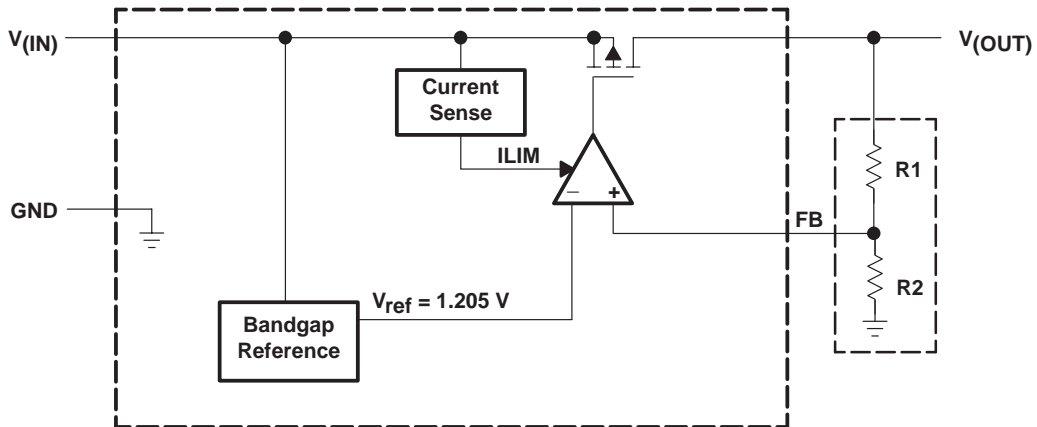 V(IN)
V(OUT)
Current
Sense
ILIM
R1
GND
− +
FB
R2
Vref = 1.205 V
Bandgap
Reference